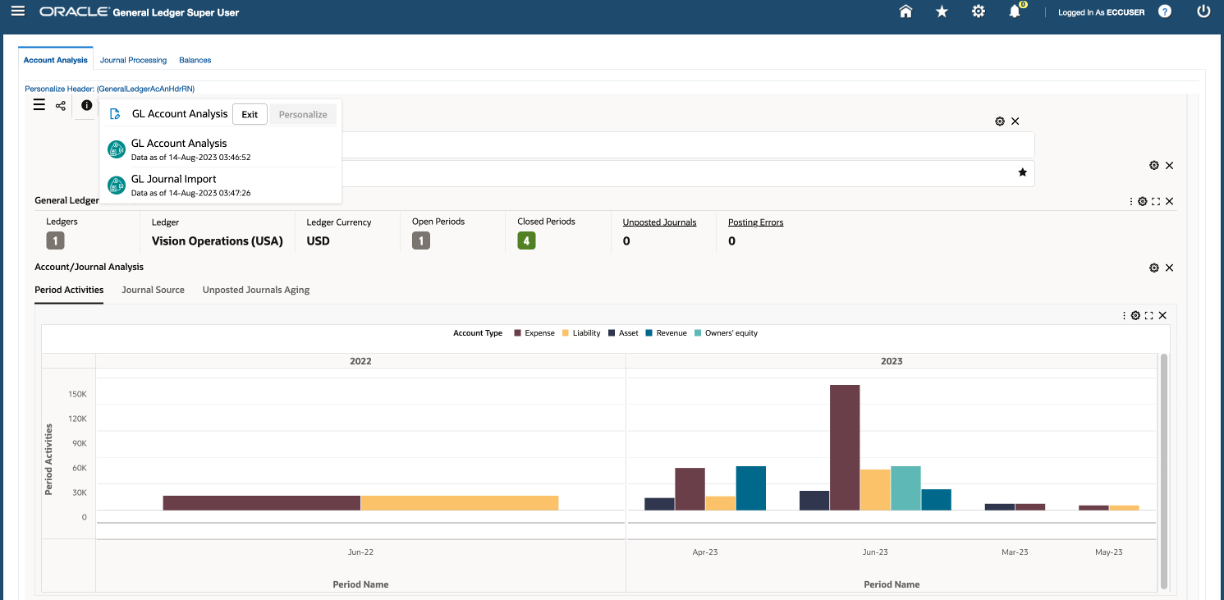 ORACLE General Ledger Super User
Logged In As ECCUSER
Account Analysis Journal Processing Balances
Personalize Header: (GeneralLedgerAcAnHdrRN)
GL Account Analysis Exit Personalize
GL Account Analysis
Data as of 14-Aug-2023 03:46:52
GL Journal Import
Data as of 14-Aug-2023 03:47:26
General Ledger
Ledgers Ledger Ledger Currency Open Periods Closed Periods Unposted Journals Posting Errors
1 Vision Operations (USA) USD 1 4 0 0
Account/Journal Analysis
Period Activities Journal Source Unposted Journals Aging
Account Type Expense Liability Asset Revenue Owners' equity
2022 2023
Period Activities
150K
120K
90K
60K
30K
0
Jun-22 Apr-23 Jun-23 Mar-23 May-23
Period Name Period Name